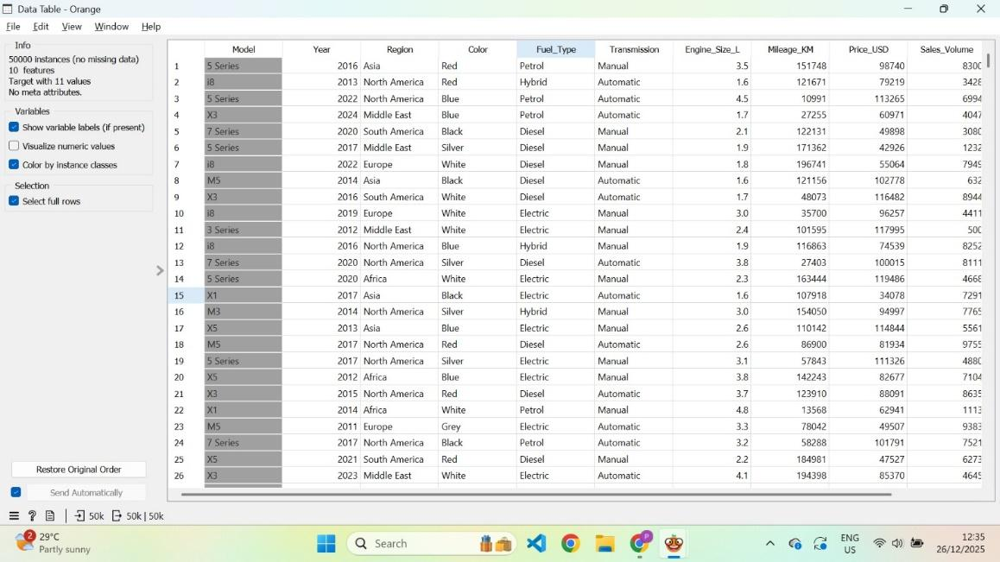 Data Table - Orange
File Edit View Window Help
Info
50000 instances (no missing data)
10 features
Target with 11 values
No meta attributes.
Variables
Show variable labels (if present)
Visualize numeric values
Color by instance classes
Selection
Select full rows
Restore Original Order
Send Automatically
Model Year Region Color Fuel_Type Transmission Engine_Size_L Mileage_KM Price_USD Sales_Volume
1 5 Series 2016 Asia Red Petrol Manual 3.5 151748 98740 8300
2 i8 2013 North America Red Hybrid Automatic 1.6 121671 79219 3428
3 5 Series 2022 North America Blue Petrol Automatic 4.5 10991 113265 6994
4 X3 2024 Middle East Blue Petrol Automatic 1.7 27255 60971 4047
5 7 Series 2020 South America Black Diesel Manual 2.1 122131 49898 3080
6 5 Series 2017 Middle East Silver Diesel Manual 1.9 171362 42926 1232
7 i8 2022 Europe White Diesel Manual 1.8 196741 55064 7949
8 M5 2014 Asia Black Diesel Automatic 1.6 121156 102778 632
9 X3 2016 South America White Diesel Automatic 1.7 48073 116482 8944
10 i8 2019 Europe White Electric Manual 3.0 35700 96257 4411
11 3 Series 2012 Middle East White Electric Manual 2.4 101595 117995 500
12 i8 2016 North America Blue Hybrid Manual 1.9 116863 74539 8252
13 7 Series 2020 North America Silver Diesel Automatic 3.8 27403 100015 8111
14 5 Series 2020 Africa White Electric Manual 2.3 163444 119486 4668
15 X1 2017 Asia Black Electric Manual 1.6 107918 34078 7291
16 M3 2014 North America Silver Hybrid Manual 3.0 154050 94997 7765
17 X5 2013 Asia Blue Electric Manual 2.6 110142 114844 5561
18 M5 2017 North America Red Diesel Automatic 2.6 86900 81934 9755
19 5 Series 2017 North America Silver Electric Manual 3.1 57843 111326 4880
20 X5 2012 Africa Blue Electric Manual 3.8 142243 82677 7104
21 X3 2015 North America Red Diesel Automatic 3.7 123910 88091 8635
22 X1 2014 Africa White Petrol Manual 4.8 13568 62941 1113
23 M5 2011 Europe Grey Electric Automatic 3.3 78042 49507 9383
24 7 Series 2017 North America Black Petrol Automatic 3.2 58288 101791 7521
25 X5 2021 South America Red Diesel Manual 2.2 184981 47527 6273
26 X3 2023 Middle East White Electric Automatic 4.1 194398 85370 4645
50k 50k | 50k
2
29°C
Partly sunny
Search
P
ENG
US
12:35
26/12/2025